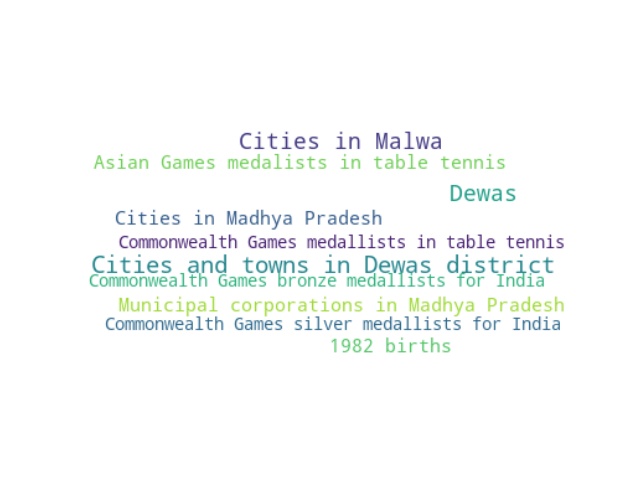 Cities in Malwa
Asian Games medalists in table tennis
Dewas
Cities in Madhya Pradesh
Commonwealth Games medallists in table tennis
Cities and towns in Dewas district
Commonwealth Games bronze medallists for India
Municipal corporations in Madhya Pradesh
Commonwealth Games silver medallists for India
1982 births